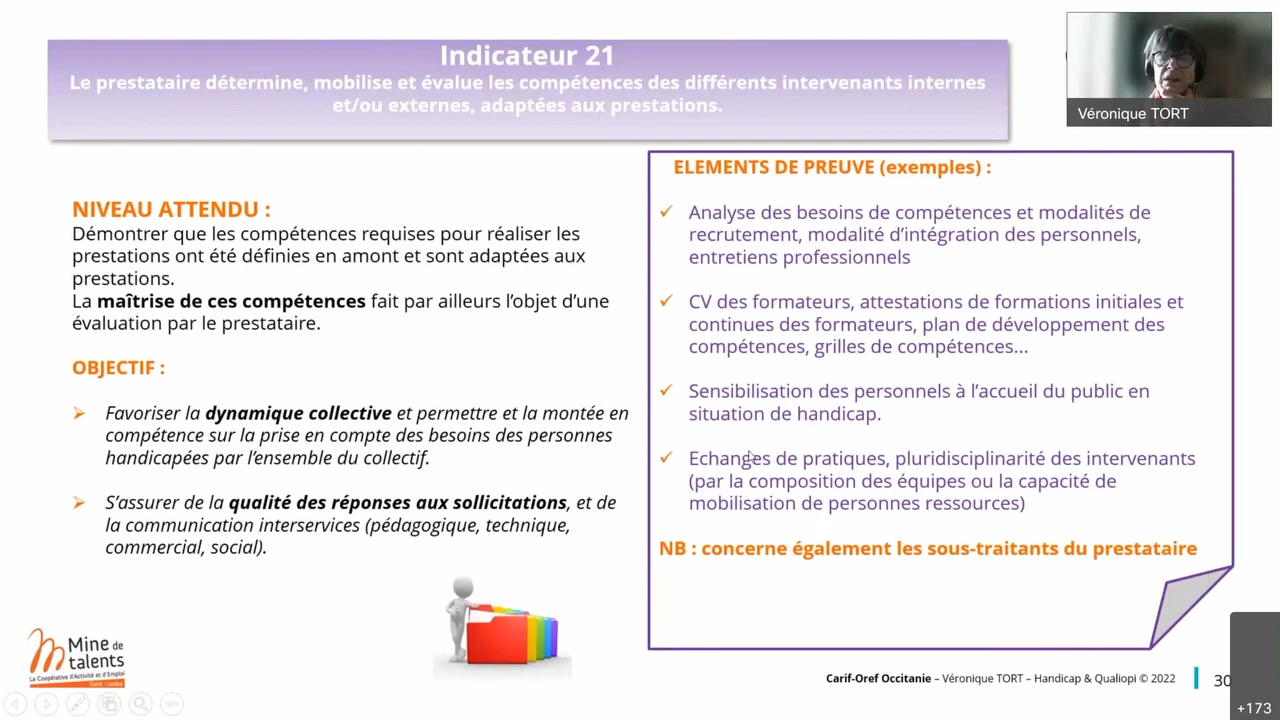 Indicateur 21
Le prestataire détermine, mobilise et évalue les compétences des différents intervenants internes
et/ou externes, adaptées aux prestations.
Véronique TORT
NIVEAU ATTENDU :
Démontrer que les compétences requises pour réaliser les
prestations ont été définies en amont et sont adaptées aux
prestations.
La maîtrise de ces compétences fait par ailleurs l’objet d’une
évaluation par le prestataire.
OBJECTIF :
Favoriser la dynamique collective et permettre et la montée en
compétence sur la prise en compte des besoins des personnes
handicapées par l’ensemble du collectif.
S’assurer de la qualité des réponses aux sollicitations, et de
la communication interservices (pédagogique, technique,
commercial, social).
ELEMENTS DE PREUVE (exemples) :
Analyse des besoins de compétences et modalités de
recrutement, modalité d’intégration des personnels,
entretiens professionnels
CV des formateurs, attestations de formations initiales et
continues des formateurs, plan de développement des
compétences, grilles de compétences…
Sensibilisation des personnels à l’accueil du public en
situation de handicap.
Echanges de pratiques, pluridisciplinarité des intervenants
(par la composition des équipes ou la capacité de
mobilisation de personnes ressources)
NB : concerne également les sous-traitants du prestataire
Mine de
talents
La Coopérative d'Activité et d'Emploi
Gard - Lozère
Carif-Oref Occitanie – Véronique TORT – Handicap & Qualiopi © 2022
30
+173